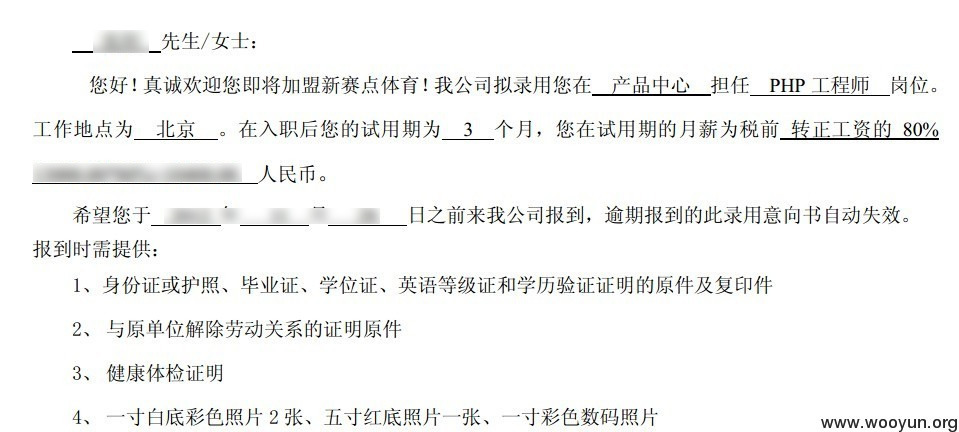 先生/女士：
您好！真诚欢迎您即将加盟新赛点体育！我公司拟录用您在 产品中心 担任 PHP 工程师 岗位。
工作地点为 北京 。在入职后您的试用期为 3 个月，您在试用期的月薪为税前 转正工资的 80%
人民币。
希望您于 日之前来我公司报到，逾期报到的此录用意向书自动失效。
报到时需提供：
1、身份证或护照、毕业证、学位证、英语等级证和学历验证证明的原件及复印件
2、 与原单位解除劳动关系的证明原件
3、 健康体检证明
4、 一寸白底彩色照片 2 张、五寸红底照片一张、一寸彩色数码照片
www.wooyun.org